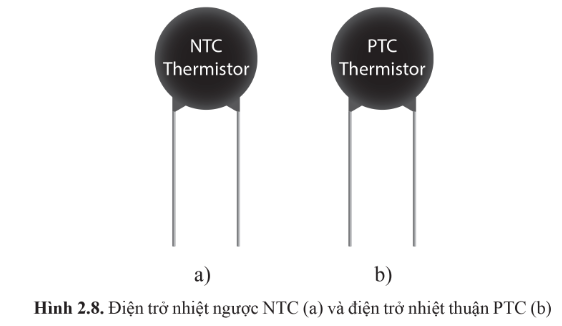 NTC
Thermistor
PTC
Thermistor
a)
b)
Hình 2.8. Điện trở nhiệt ngược NTC (a) và điện trở nhiệt thuận PTC (b)